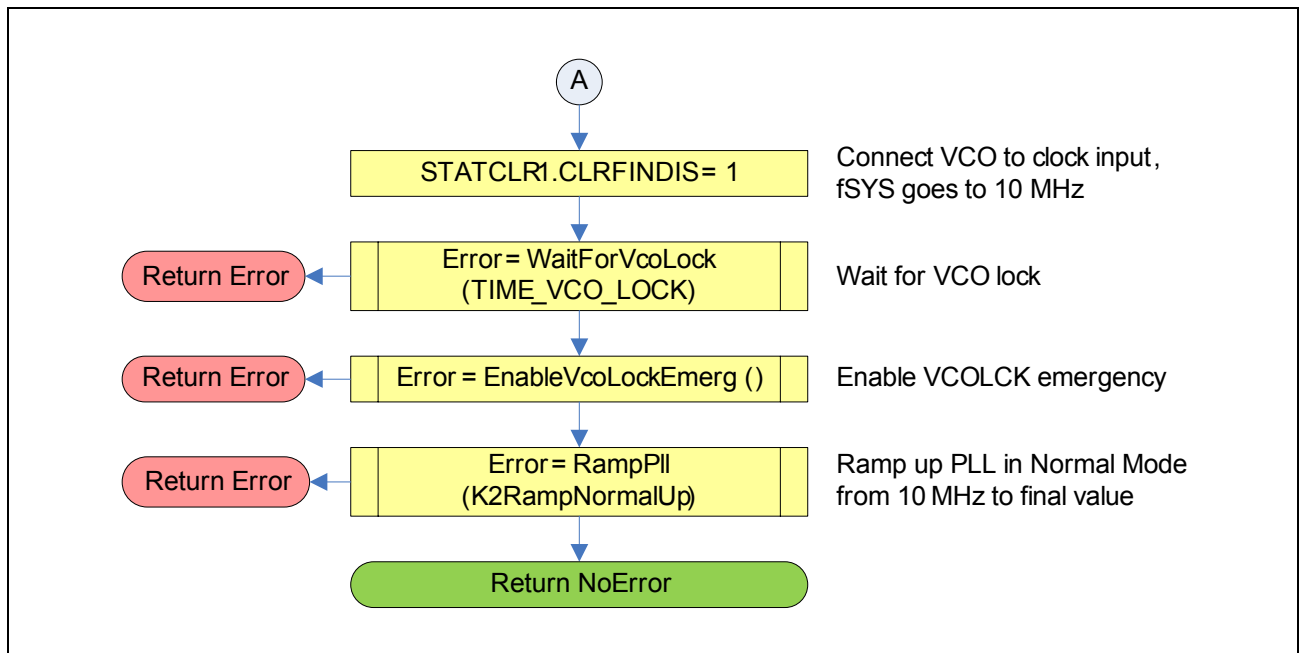 A
STATCLR1.CLRFINDIS= 1
Connect VCO to clock input,
fSYS goes to 10 MHz
Return Error
Error= WaitForVcoLock
(TIME_VCO_LOCK)
Wait for VCO lock
Return Error
Error = EnableVcoLockEmerg ()
Enable VCOLCK emergency
Return Error
Error= RampPll
(K2RampNormalUp)
Ramp up PLL in Normal Mode
from 10 MHz to final value
Return NoError